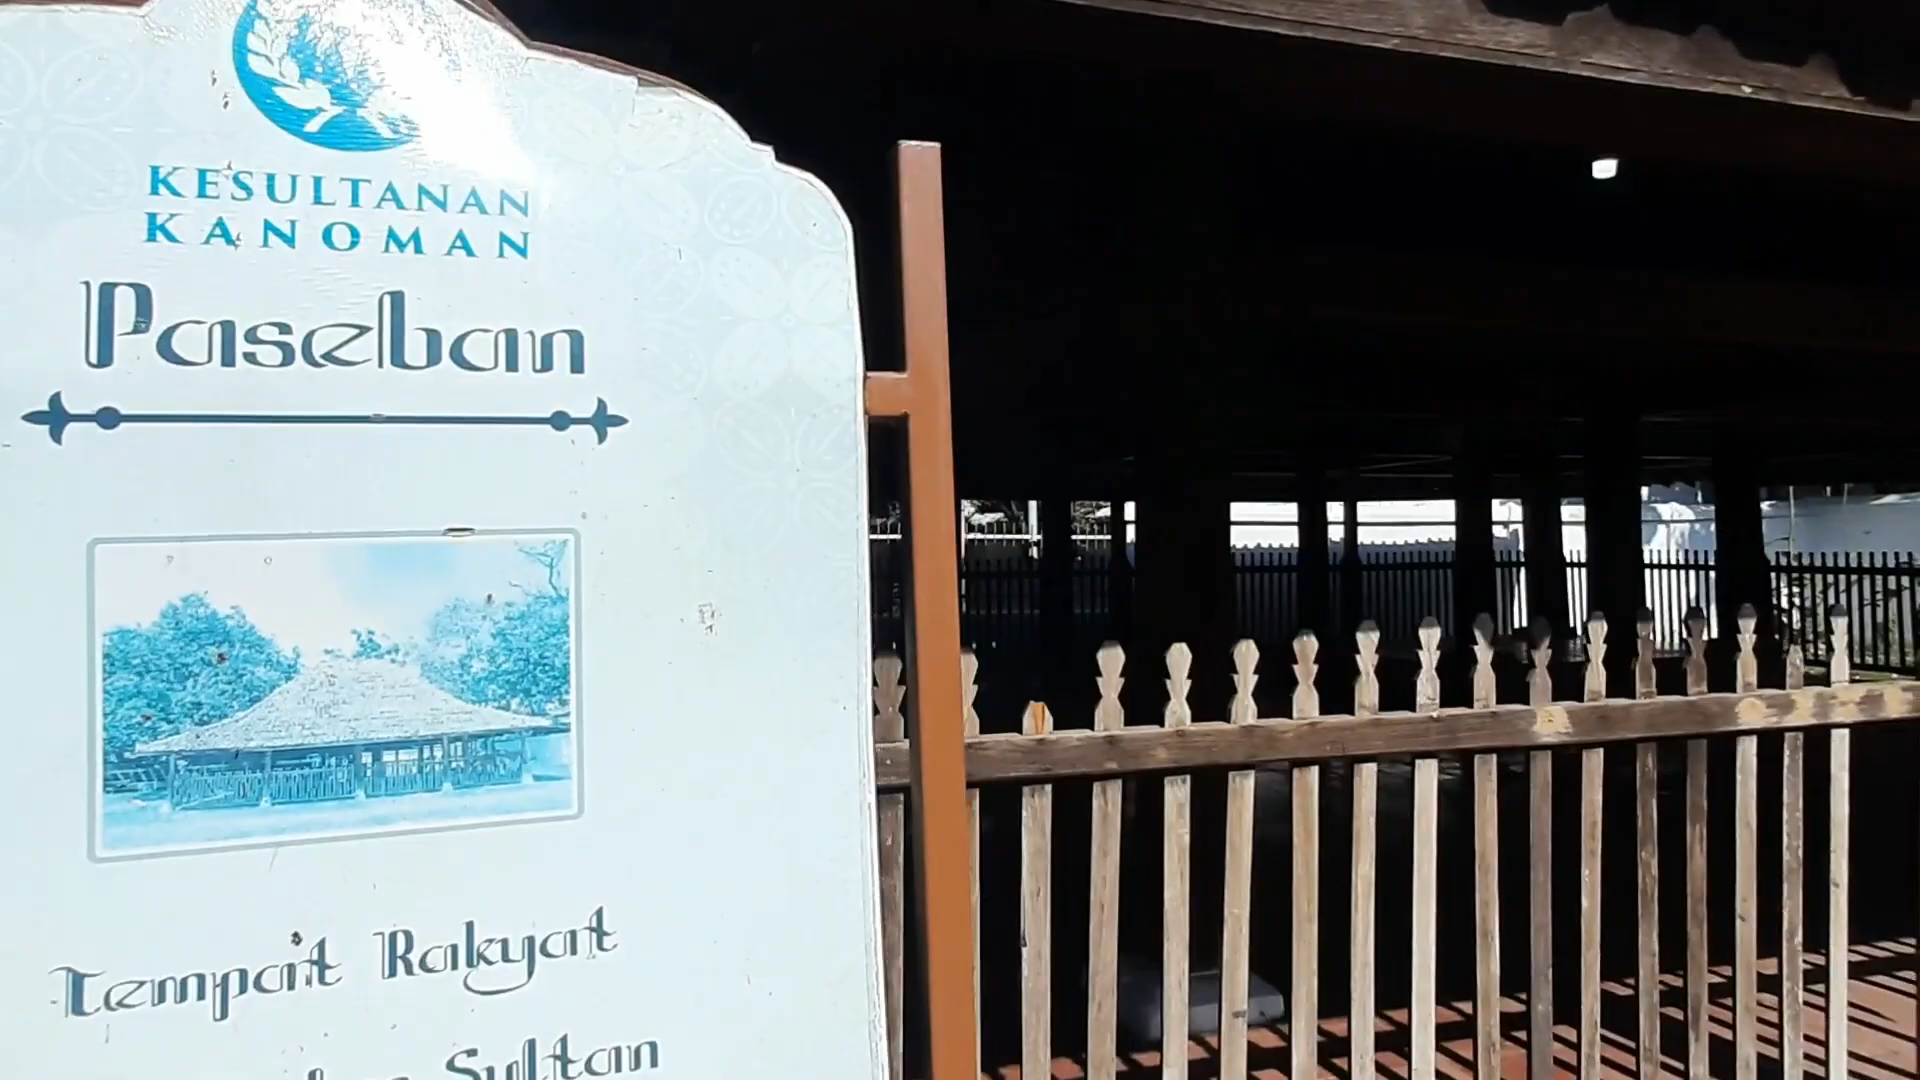 KESULTANAN
KANOMAN
Paseban
Tempat Rakyat
Sultan